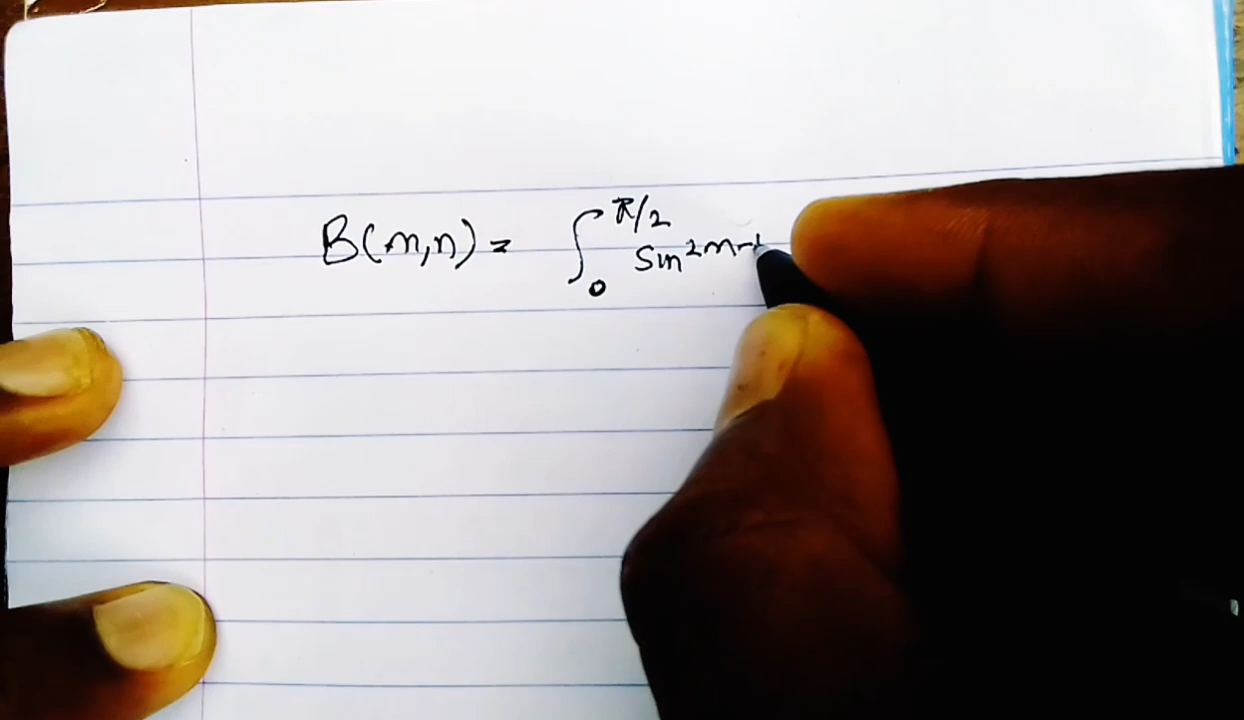 B(m,n) = ∫₀^π/2 Sin^2m-1